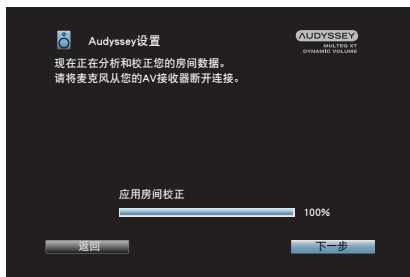 Audyssey设置
AUDYSSEY
MULTEQ XT
DYNAMIC VOLUME
现在正在分析和校正您的房间数据。
请将麦克风从您的AV接收器断开连接。
应用房间校正
100%
返回
下一步